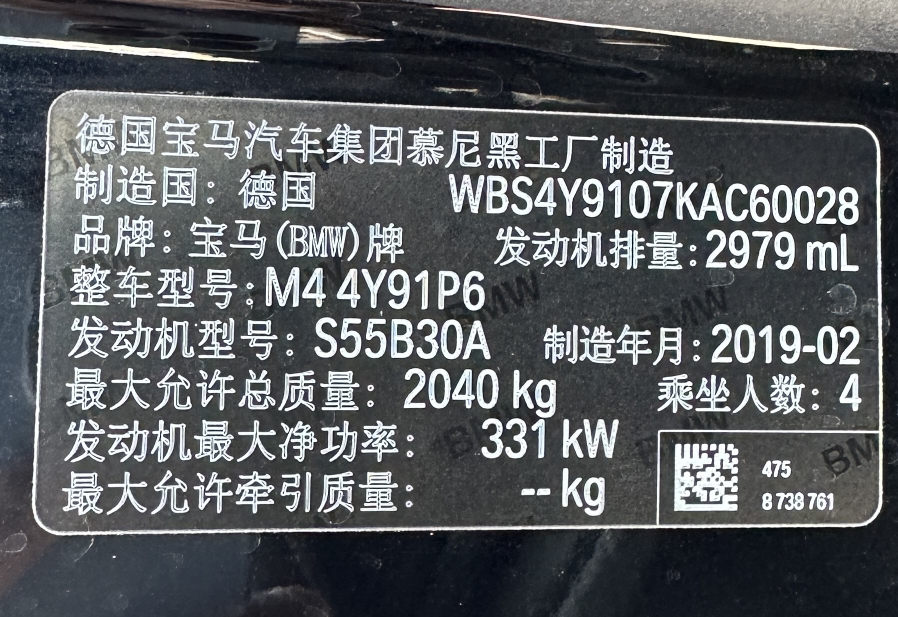 德国宝马汽车集团慕尼黑工厂制造
制造国：德国 WBS4Y9107KAC60028
品牌：宝马(BMW)牌 发动机排量:2979 mL
整车型号:M4 4Y91P6
发动机型号：S55B30A 制造年月:2019-02
最大允许总质量：2040 kg 乘坐人数：4
发动机最大净功率：331 kW
最大允许牵引质量：-- kg
475
8 738 761